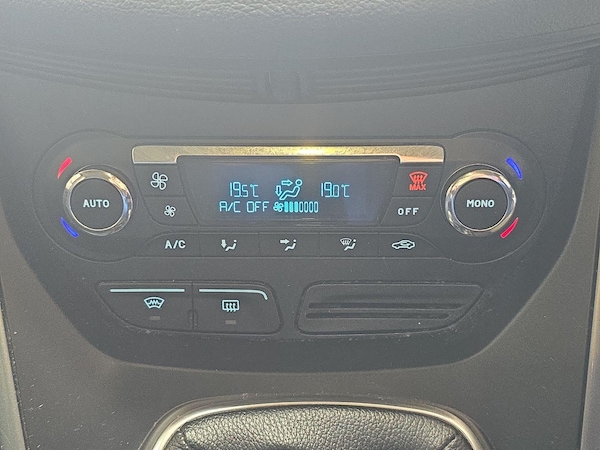 19.5°C 19.0°C
A/C OFF
AUTO
MAX
OFF
MONO
A/C